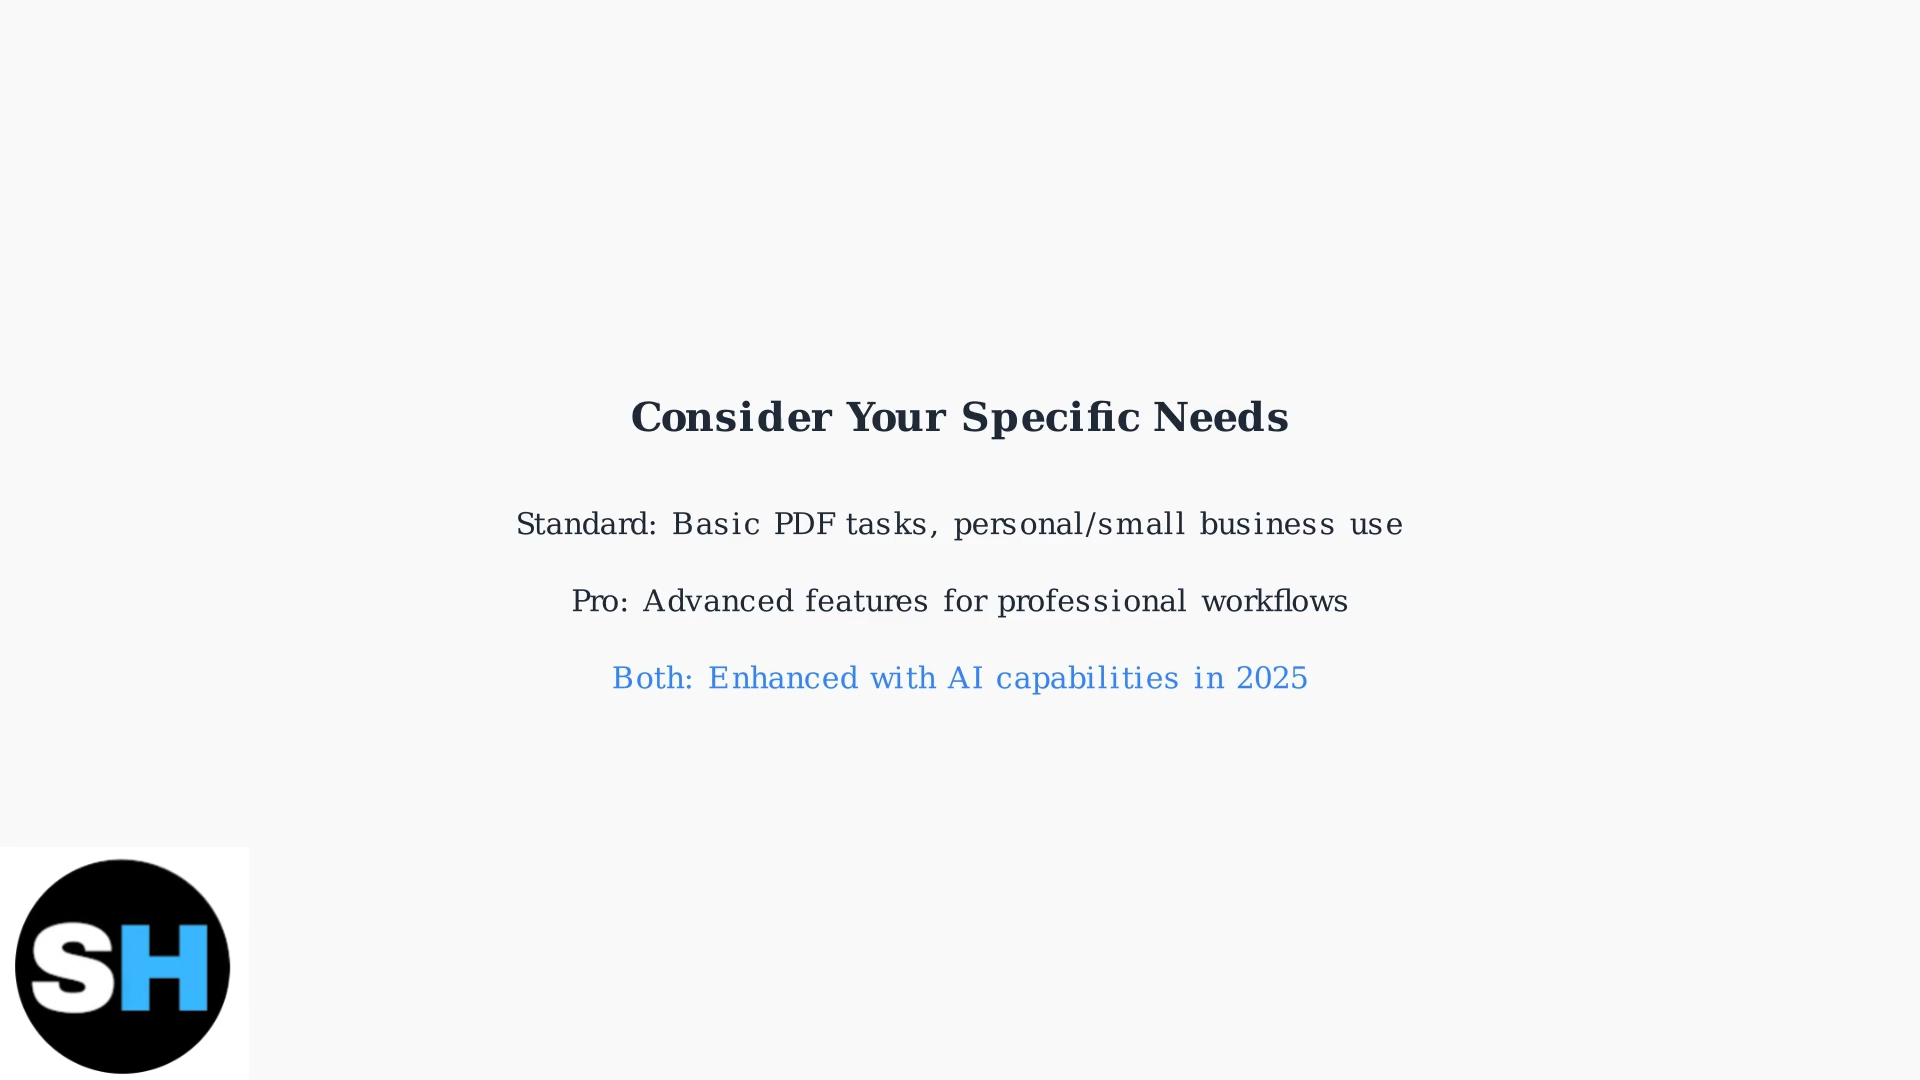 Consider Your Specific Needs
Standard: Basic PDF tasks, personal/small business use
Pro: Advanced features for professional workflows
Both: Enhanced with AI capabilities in 2025
SH